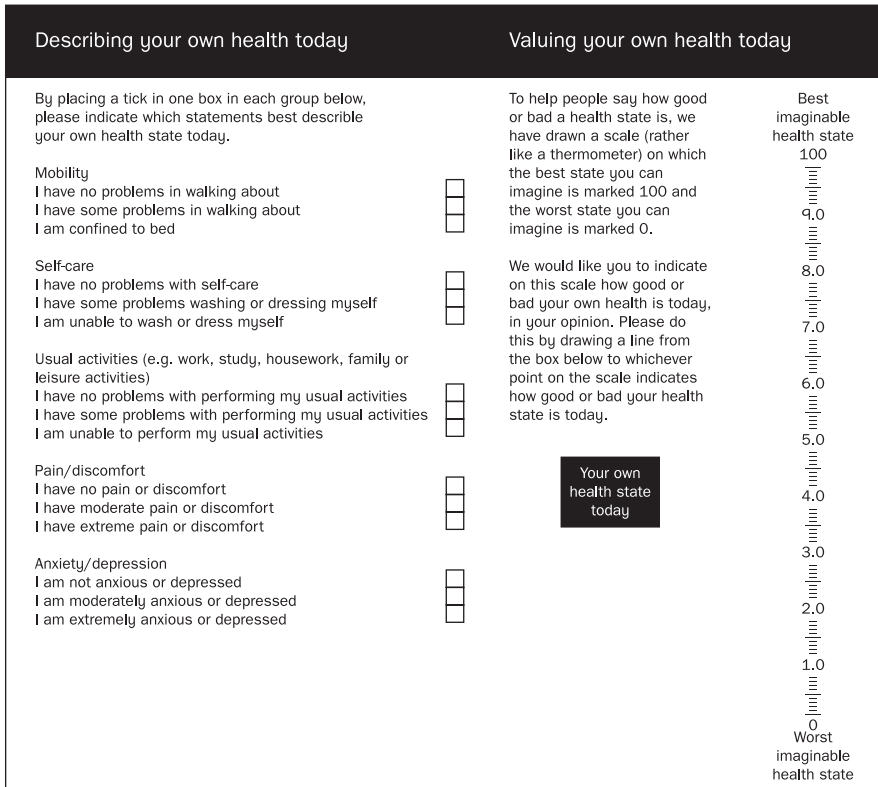 Describing your own health today
By placing a tick in one box in each group below,
please indicate which statements best describle
your own health state today.
Mobility
I have no problems in walking about
I have some problems in walking about
I am confined to bed
Self-care
I have no problems with self-care
I have some problems washing or dressing myself
I am unable to wash or dress myself
Usual activities (e.g. work, study, housework, family or
leisure activities)
I have no problems with performing my usual activities
I have some problems with performing my usual activities
I am unable to perform my usual activities
Pain/discomfort
I have no pain or discomfort
I have moderate pain or discomfort
I have extreme pain or discomfort
Anxiety/depression
I am not anxious or depressed
I am moderately anxious or depressed
I am extremely anxious or depressed
Valuing your own health today
To help people say how good
or bad a health state is, we
have drawn a scale (rather
like a thermometer) on which
the best state you can
imagine is marked 100 and
the worst state you can
imagine is marked 0.
We would like you to indicate
on this scale how good or
bad your own health is today,
in your opinion. Please do
this by drawing a line from
the box below to whichever
point on the scale indicates
how good or bad your health
state is today.
Your own
health state
today
Best
imaginable
health state
100
9.0
8.0
7.0
6.0
5.0
4.0
3.0
2.0
1.0
0
Worst
imaginable
health state